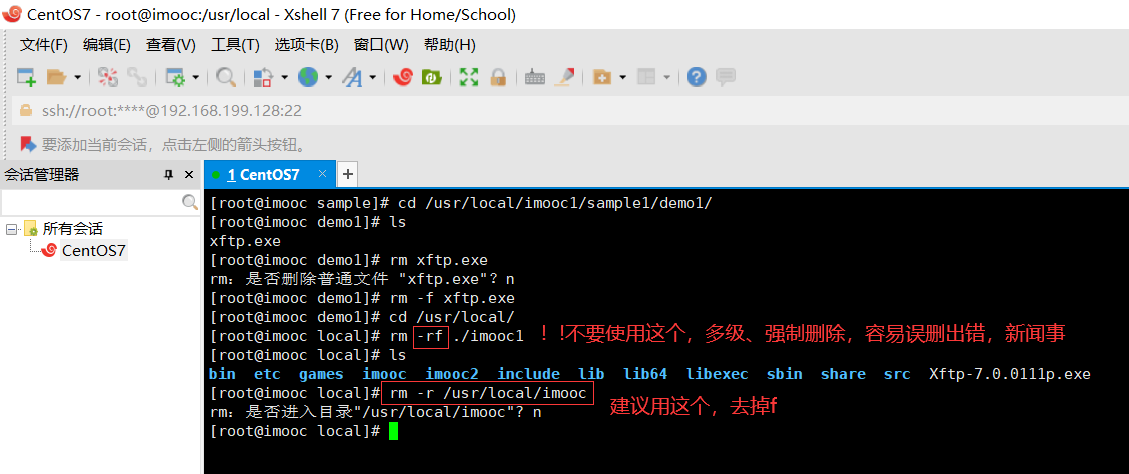 CentOS7 - root@imooc:/usr/local - Xshell 7 (Free for Home/School)
文件(F) 编辑(E) 查看(V) 工具(T) 选项卡(B) 窗口(W) 帮助(H)
ssh://root:****@192.168.199.128:22
要添加当前会话，点击左侧的箭头按钮。
会话管理器
1 CentOS7
所有会话
CentOS7
[root@imooc sample]# cd /usr/local/imooc1/sample1/demo1/
[root@imooc demo1]# ls
xftp.exe
[root@imooc demo1]# rm xftp.exe
rm：是否删除普通文件 "xftp.exe"？n
[root@imooc demo1]# rm -f xftp.exe
[root@imooc demo1]# cd /usr/local/
[root@imooc local]# rm -rf ./imooc1 ！!不要使用这个，多级、强制删除，容易误删出错，新闻事
[root@imooc local]# ls
bin etc games imooc imooc2 include lib lib64 libexec sbin share src Xftp-7.0.0111p.exe
[root@imooc local]# rm -r /usr/local/imooc
rm：是否进入目录"/usr/local/imooc"? n
建议用这个，去掉f
[root@imooc local]#